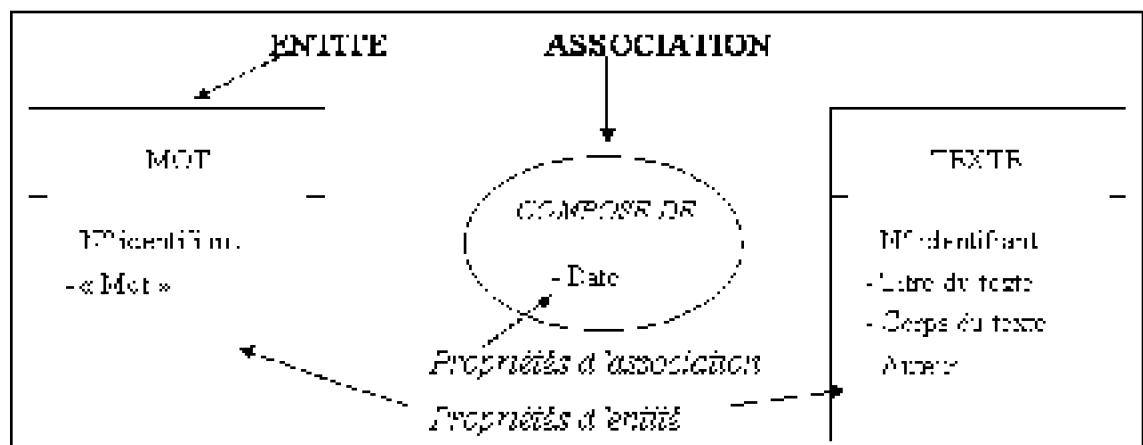 ENTITE
ASSOCIATION
MOT
N° identifiant
- « Mot »
COMPOSE DE
- Date
TEXTE
N° identifiant
- Titre du texte
- Corps du texte
Auteur
Propriétés d'association
Propriétés d'entité